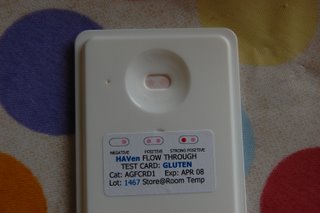 NEGATIVE POSITIVE STRONG POSITIVE
HAVen FLOW THROUGH
TEST CARD: GLUTEN
Cat: AGFCRD1 Exp: APR 08
Lot: 1467 Store@Room Temp